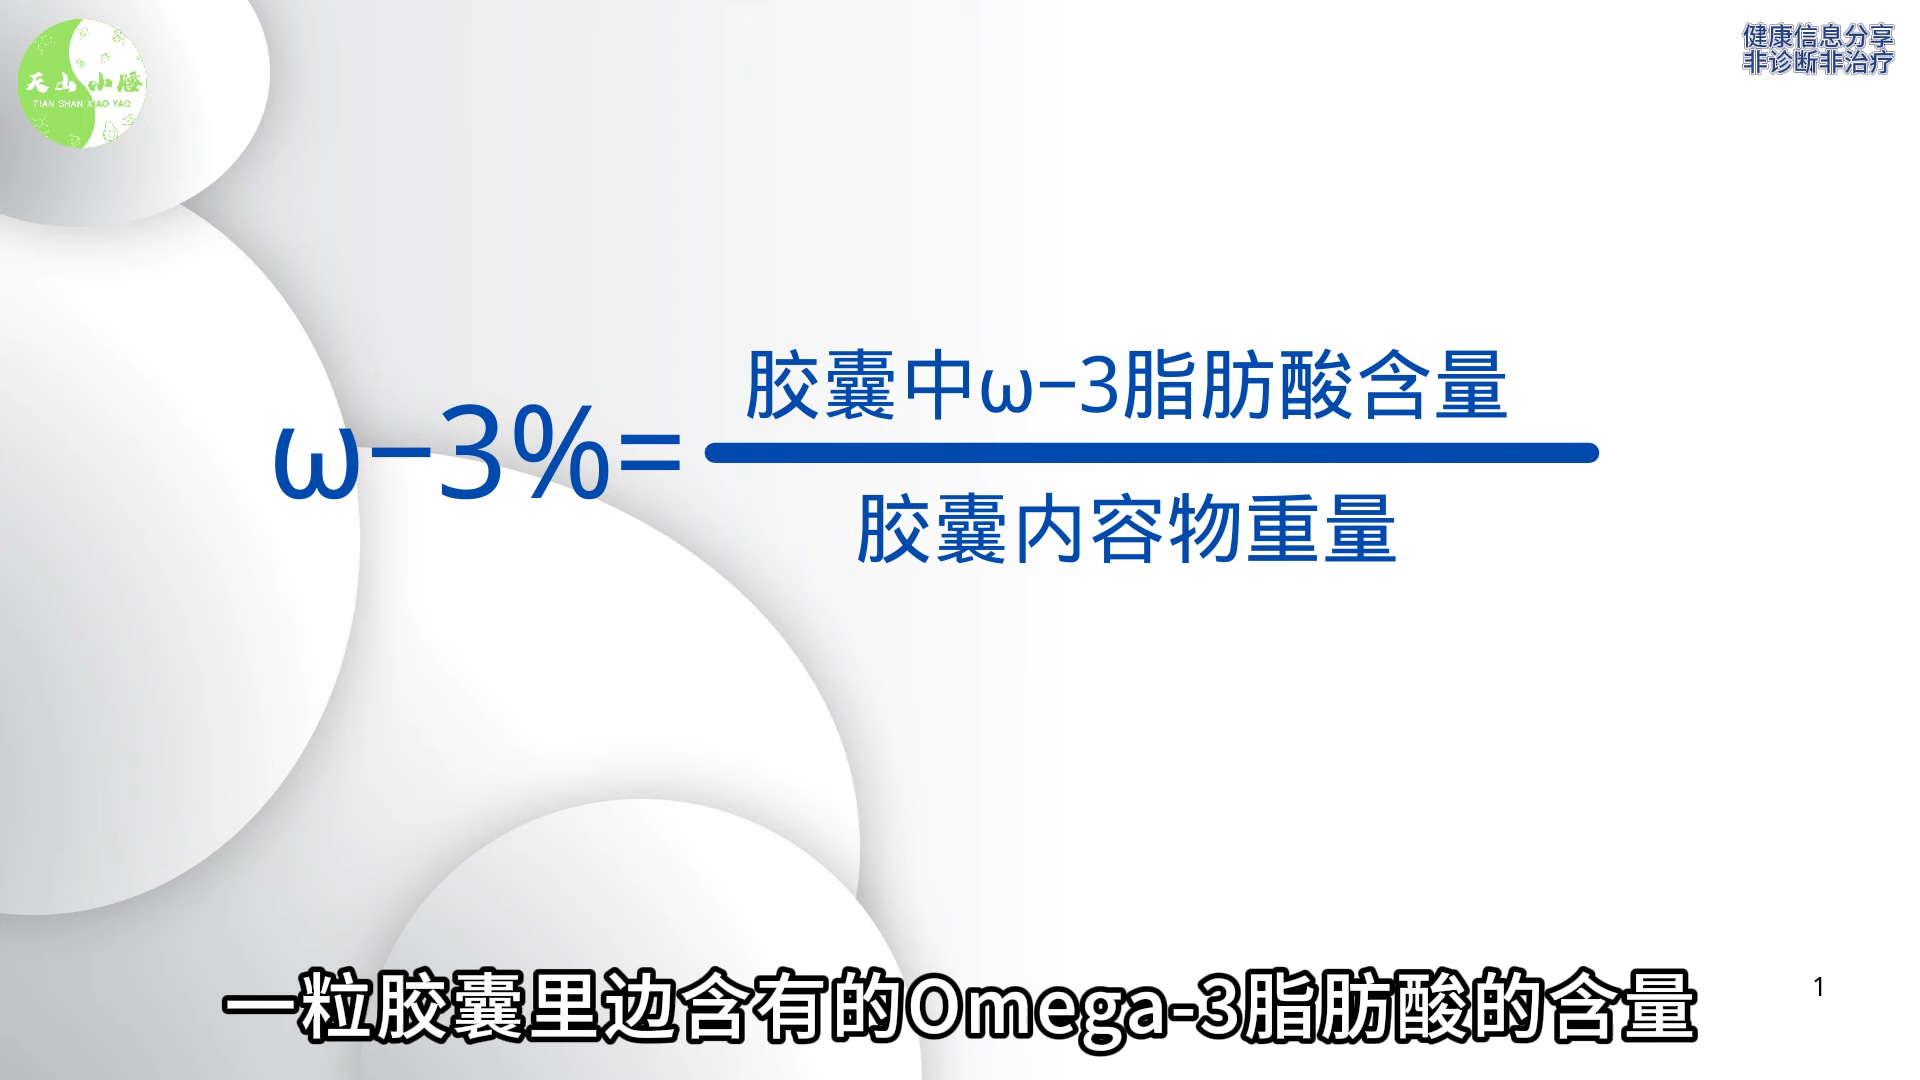 天山小腰
TIAN SHAN XIAO YAO
健康信息分享
非诊断非治疗
ω−3%=
胶囊中ω−3脂肪酸含量
胶囊内容物重量
一粒胶囊里边含有的Omega-3脂肪酸的含量
1